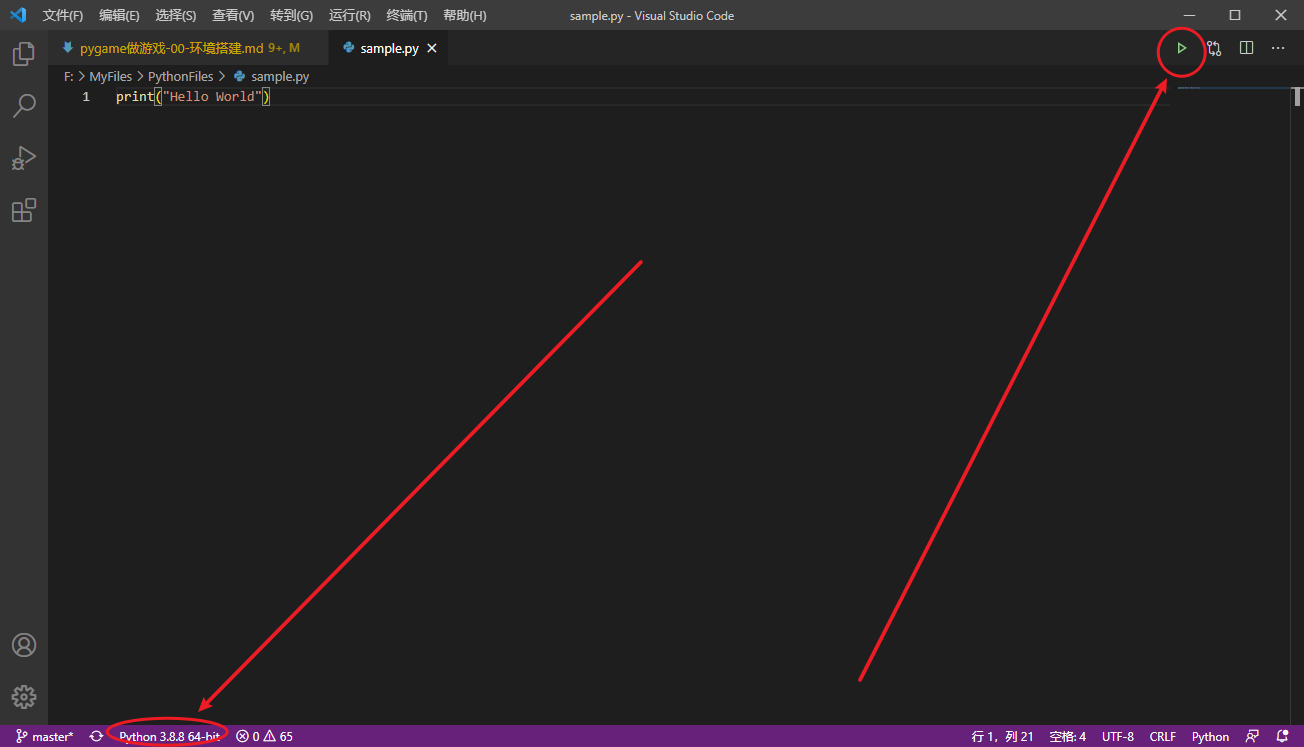 文件(F) 编辑(E) 选择(S) 查看(V) 转到(G) 运行(R) 终端(T) 帮助(H) sample.py - Visual Studio Code
pygame做游戏-00-环境搭建.md 9+, M sample.py
F: > MyFiles > PythonFiles > sample.py
1 print("Hello World")
master* Python 3.8.8 64-bit 0 65 行 1，列 21 空格: 4 UTF-8 CRLF Python